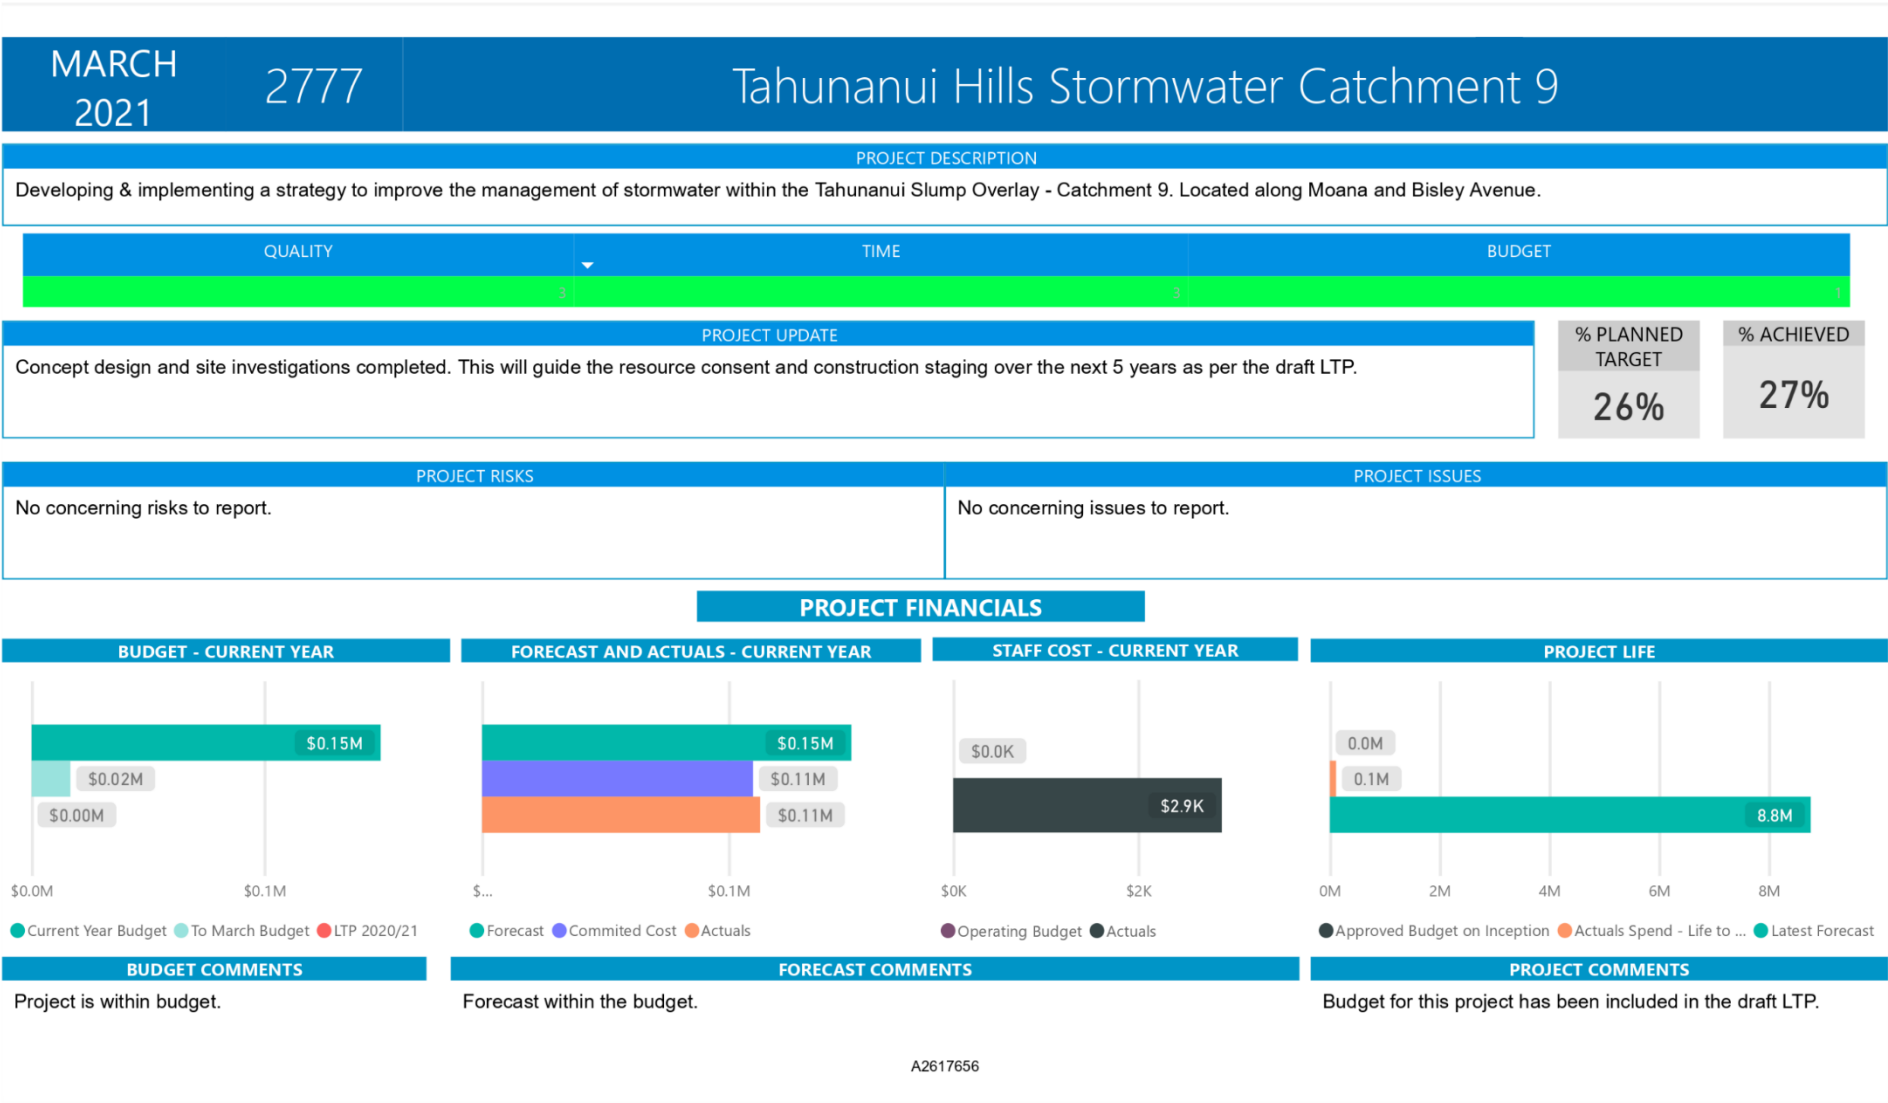 MARCH
2021
2777
Tahunanui Hills Stormwater Catchment 9
PROJECT DESCRIPTION
Developing & implementing a strategy to improve the management of stormwater within the Tahunanui Slump Overlay - Catchment 9. Located along Moana and Bisley Avenue.
QUALITY
TIME
BUDGET
3
3
1
PROJECT UPDATE
Concept design and site investigations completed. This will guide the resource consent and construction staging over the next 5 years as per the draft LTP.
% PLANNED
TARGET
26%
% ACHIEVED
27%
PROJECT RISKS
No concerning risks to report.
PROJECT ISSUES
No concerning issues to report.
PROJECT FINANCIALS
BUDGET - CURRENT YEAR
$0.15M
$0.02M
$0.00M
$0.0M
$0.1M
Current Year Budget
To March Budget
LTP 2020/21
FORECAST AND ACTUALS - CURRENT YEAR
$0.15M
$0.11M
$0.11M
$...
$0.1M
Forecast
Commited Cost
Actuals
STAFF COST - CURRENT YEAR
$0.0K
$2.9K
$0K
$2K
Operating Budget
Actuals
PROJECT LIFE
0.0M
0.1M
8.8M
0M
2M
4M
6M
8M
Approved Budget on Inception
Actuals Spend - Life to ...
Latest Forecast
BUDGET COMMENTS
Project is within budget.
FORECAST COMMENTS
Forecast within the budget.
PROJECT COMMENTS
Budget for this project has been included in the draft LTP.
A2617656